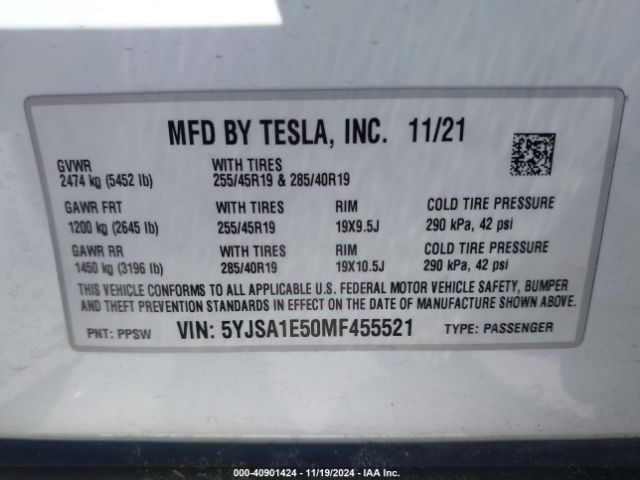 MFD BY TESLA, INC. 11/21
GVWR WITH TIRES
2474 kg (5452 lb) 255/45R19 & 285/40R19
GAWR FRT WITH TIRES RIM COLD TIRE PRESSURE
1200 kg (2645 lb) 255/45R19 19X9.5J 290 kPa, 42 psi
GAWR RR WITH TIRES RIM COLD TIRE PRESSURE
1450 kg (3196 lb) 285/40R19 19X10.5J 290 kPa, 42 psi
THIS VEHICLE CONFORMS TO ALL APPLICABLE U.S. FEDERAL MOTOR VEHICLE SAFETY, BUMPER
AND THEFT PREVENTION STANDARDS IN EFFECT ON THE DATE OF MANUFACTURE SHOWN ABOVE.
PNT: PPSW VIN: 5YJSA1E50MF455521 TYPE: PASSENGER
000-40901424 - 11/19/2024 - IAA Inc.